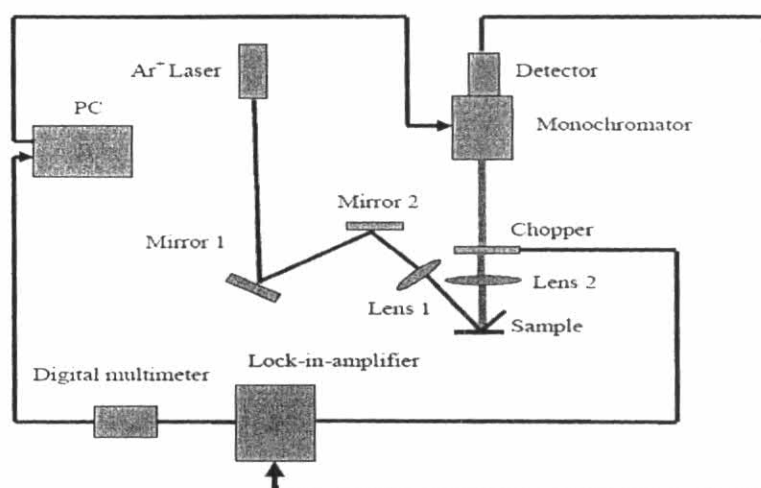 Ar+ Laser
Detector
PC
Monochromator
Mirror 2
Mirror 1
Chopper
Lens 1
Lens 2
Sample
Lock-in-amplifier
Digital multimeter